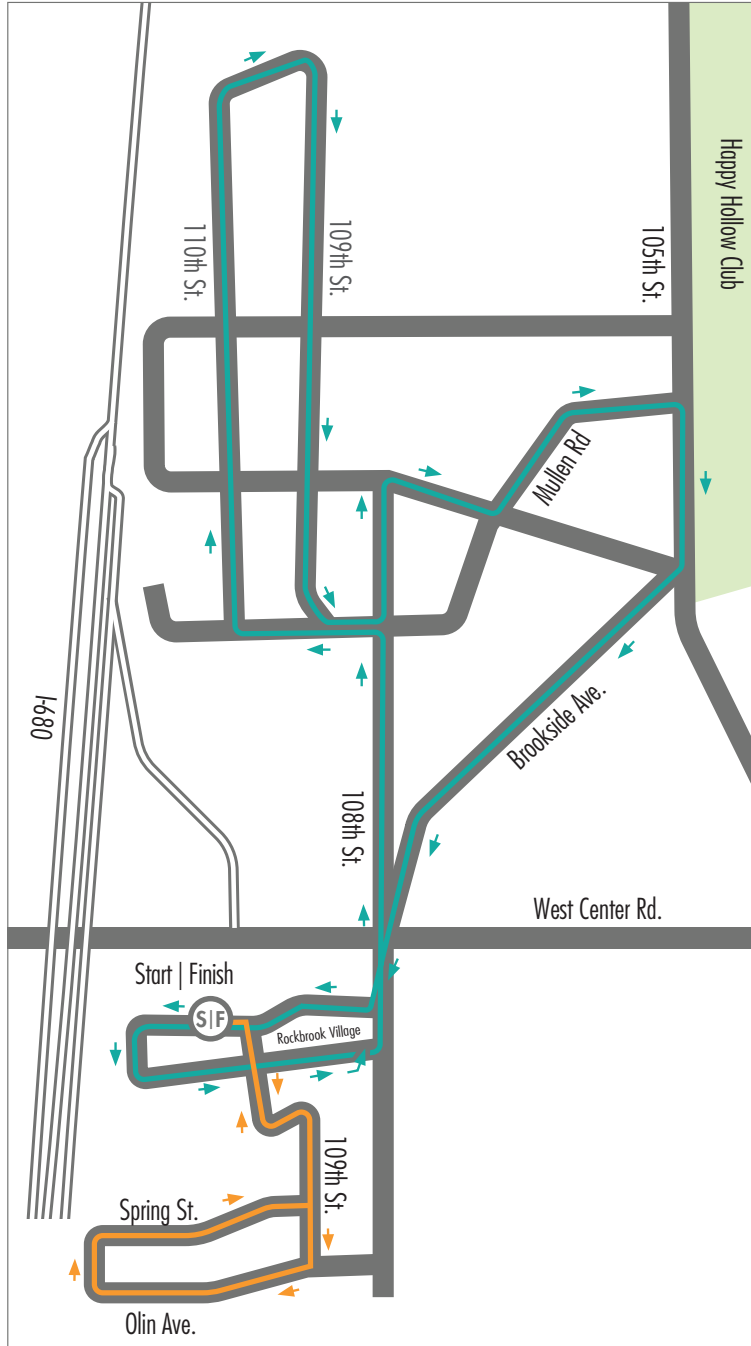 Happy Hollow Club
110th St.
109th St.
105th St.
Mullen Rd
I-680
Brookside Ave.
108th St.
West Center Rd.
Start | Finish
S|F
Rockbrook Village
109th St.
Spring St.
Olin Ave.